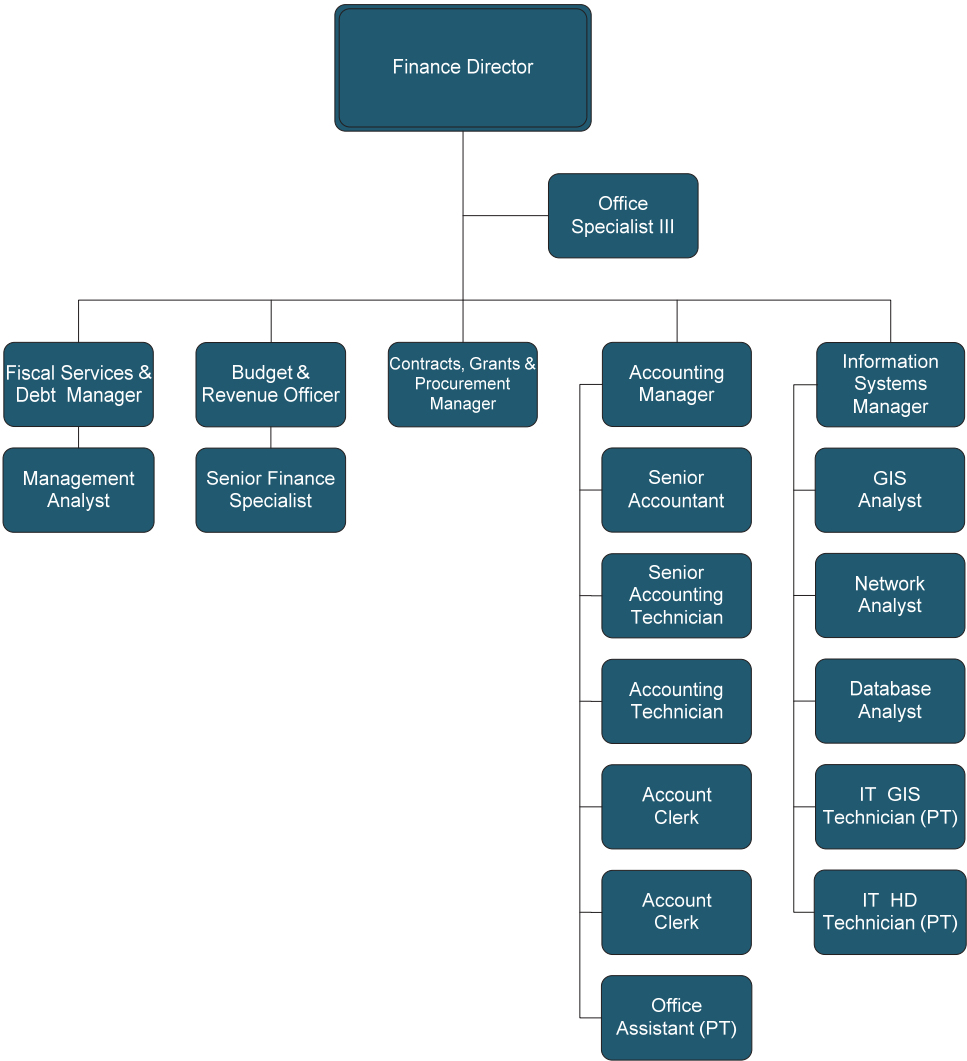 Finance Director
Office
Specialist III
Fiscal Services &
Debt Manager
Budget &
Revenue Officer
Contracts, Grants &
Procurement
Manager
Accounting
Manager
Information
Systems
Manager
Management
Analyst
Senior Finance
Specialist
Senior
Accountant
GIS
Analyst
Senior
Accounting
Technician
Network
Analyst
Accounting
Technician
Database
Analyst
Account
Clerk
IT GIS
Technician (PT)
Account
Clerk
IT HD
Technician (PT)
Office
Assistant (PT)